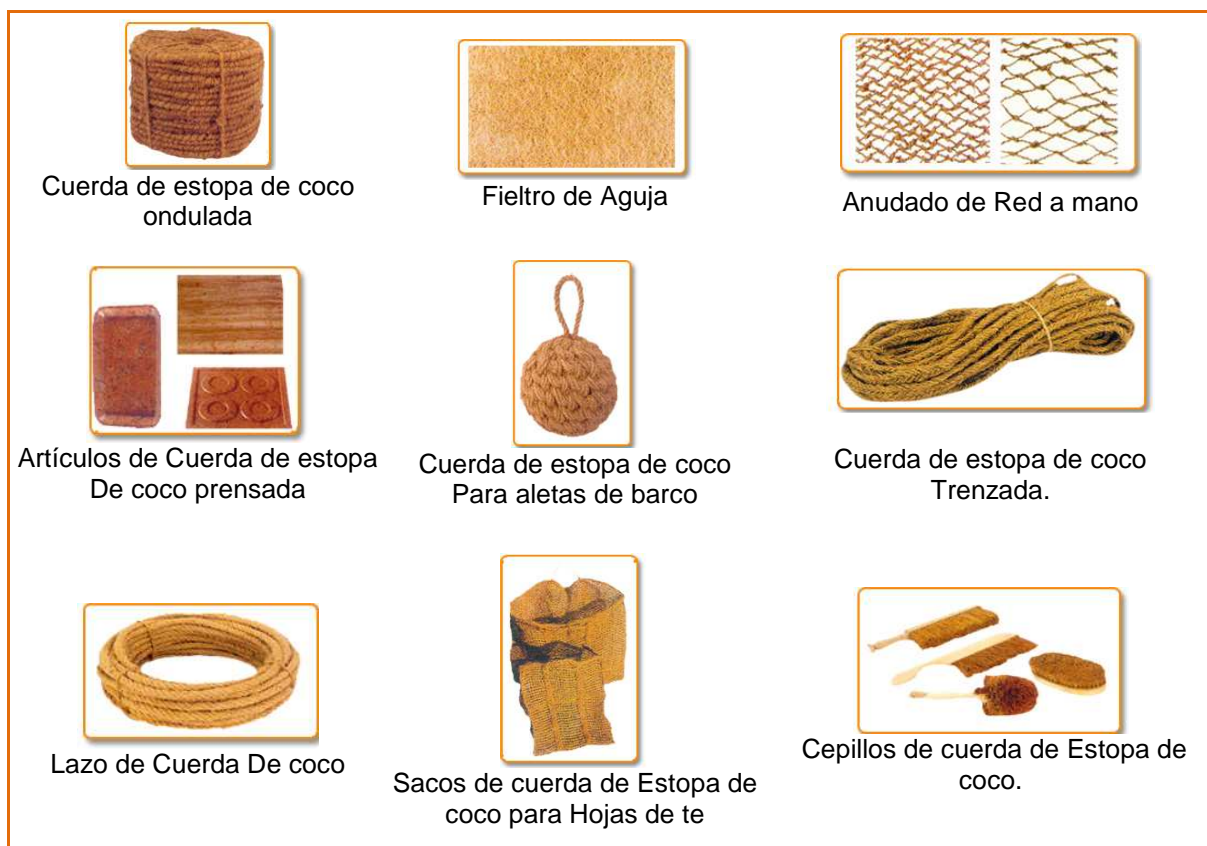 Cuerda de estopa de coco
ondulada
Fieltro de Aguja
Anudado de Red a mano
Artículos de Cuerda de estopa
De coco prensada
Cuerda de estopa de coco
Para aletas de barco
Cuerda de estopa de coco
Trenzada.
Lazo de Cuerda De coco
Sacos de cuerda de Estopa de
coco para Hojas de te
Cepillos de cuerda de Estopa de
coco.